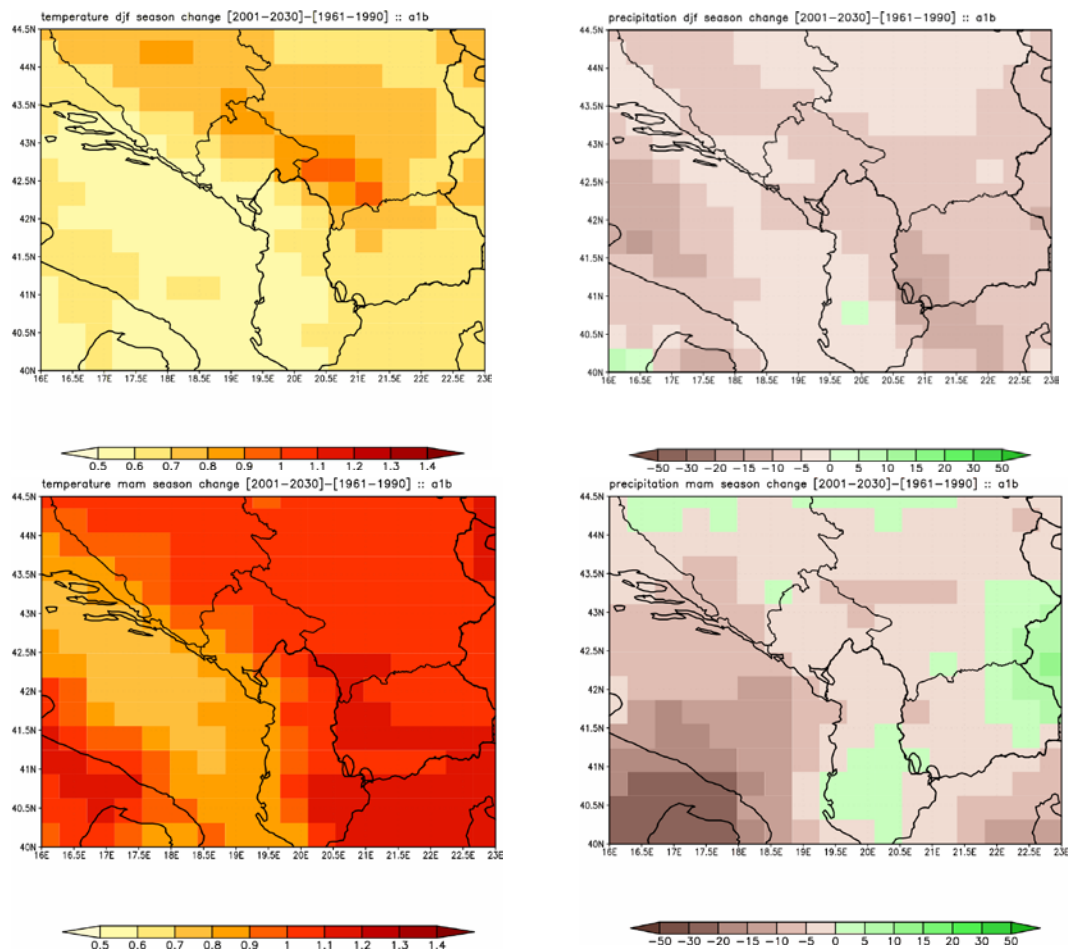 temperature djf season change [2001-2030]-[1961-1990] :: a1b
44.5N
44N
43.5N
43N
42.5N
42N
41.5N
41N
40.5N
40N
16E 16.5E 17E 17.5E 18E 18.5E 19E 19.5E 20E 20.5E 21E 21.5E 22E 22.5E 23E
0.5 0.6 0.7 0.8 0.9 1 1.1 1.2 1.3 1.4
precipitation djf season change [2001-2030]-[1961-1990] :: a1b
44.5N
44N
43.5N
43N
42.5N
42N
41.5N
41N
40.5N
40N
16E 16.5E 17E 17.5E 18E 18.5E 19E 19.5E 20E 20.5E 21E 21.5E 22E 22.5E 23E
-50 -30 -20 -15 -10 -5 0 5 10 15 20 30 50
temperature mam season change [2001-2030]-[1961-1990] :: a1b
44.5N
44N
43.5N
43N
42.5N
42N
41.5N
41N
40.5N
40N
16E 16.5E 17E 17.5E 18E 18.5E 19E 19.5E 20E 20.5E 21E 21.5E 22E 22.5E 23E
0.5 0.6 0.7 0.8 0.9 1 1.1 1.2 1.3 1.4
precipitation mam season change [2001-2030]-[1961-1990] :: a1b
44.5N
44N
43.5N
43N
42.5N
42N
41.5N
41N
40.5N
40N
16E 16.5E 17E 17.5E 18E 18.5E 19E 19.5E 20E 20.5E 21E 21.5E 22E 22.5E 23E
-50 -30 -20 -15 -10 -5 0 5 10 15 20 30 50